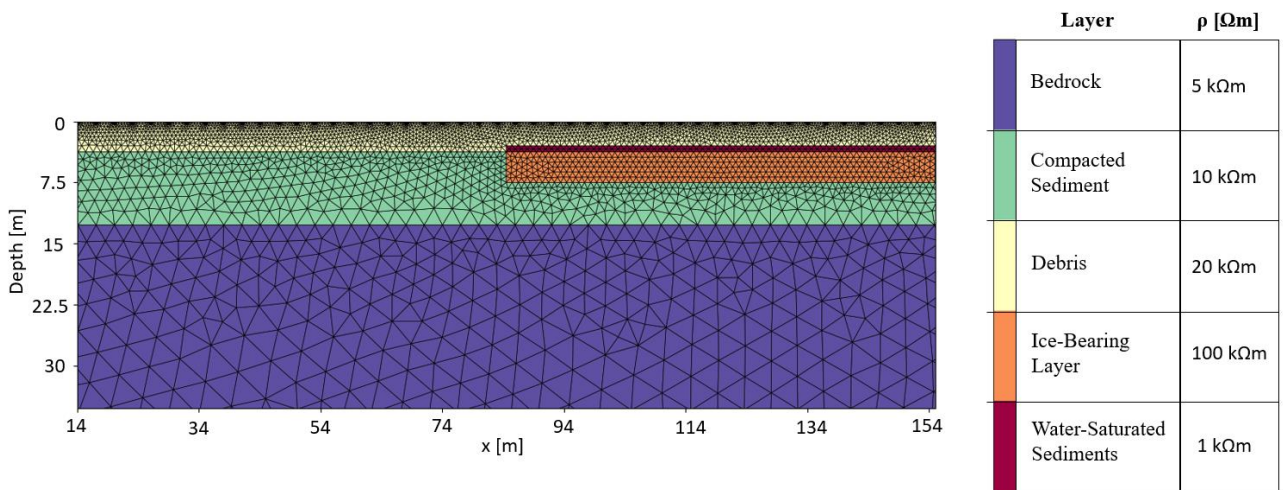 Layer ρ [Ωm]
Bedrock 5 kΩm
Compacted
Sediment
10 kΩm
Debris 20 kΩm
Ice-Bearing
Layer
100 kΩm
Water-Saturated
Sediments
1 kΩm
0
7.5
15
22.5
30
Depth [m]
14 34 54 74 94 114 134 154
x [m]